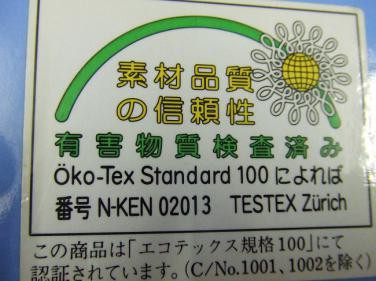 素材品質
の信頼性
有害物質検査済み
Öko-Tex Standard 100 によれば
番号 N-KEN 02013 TESTEX Zürich
この商品は「エコテックス規格100」にて
認証されています。(C/No.1001、1002を除く)